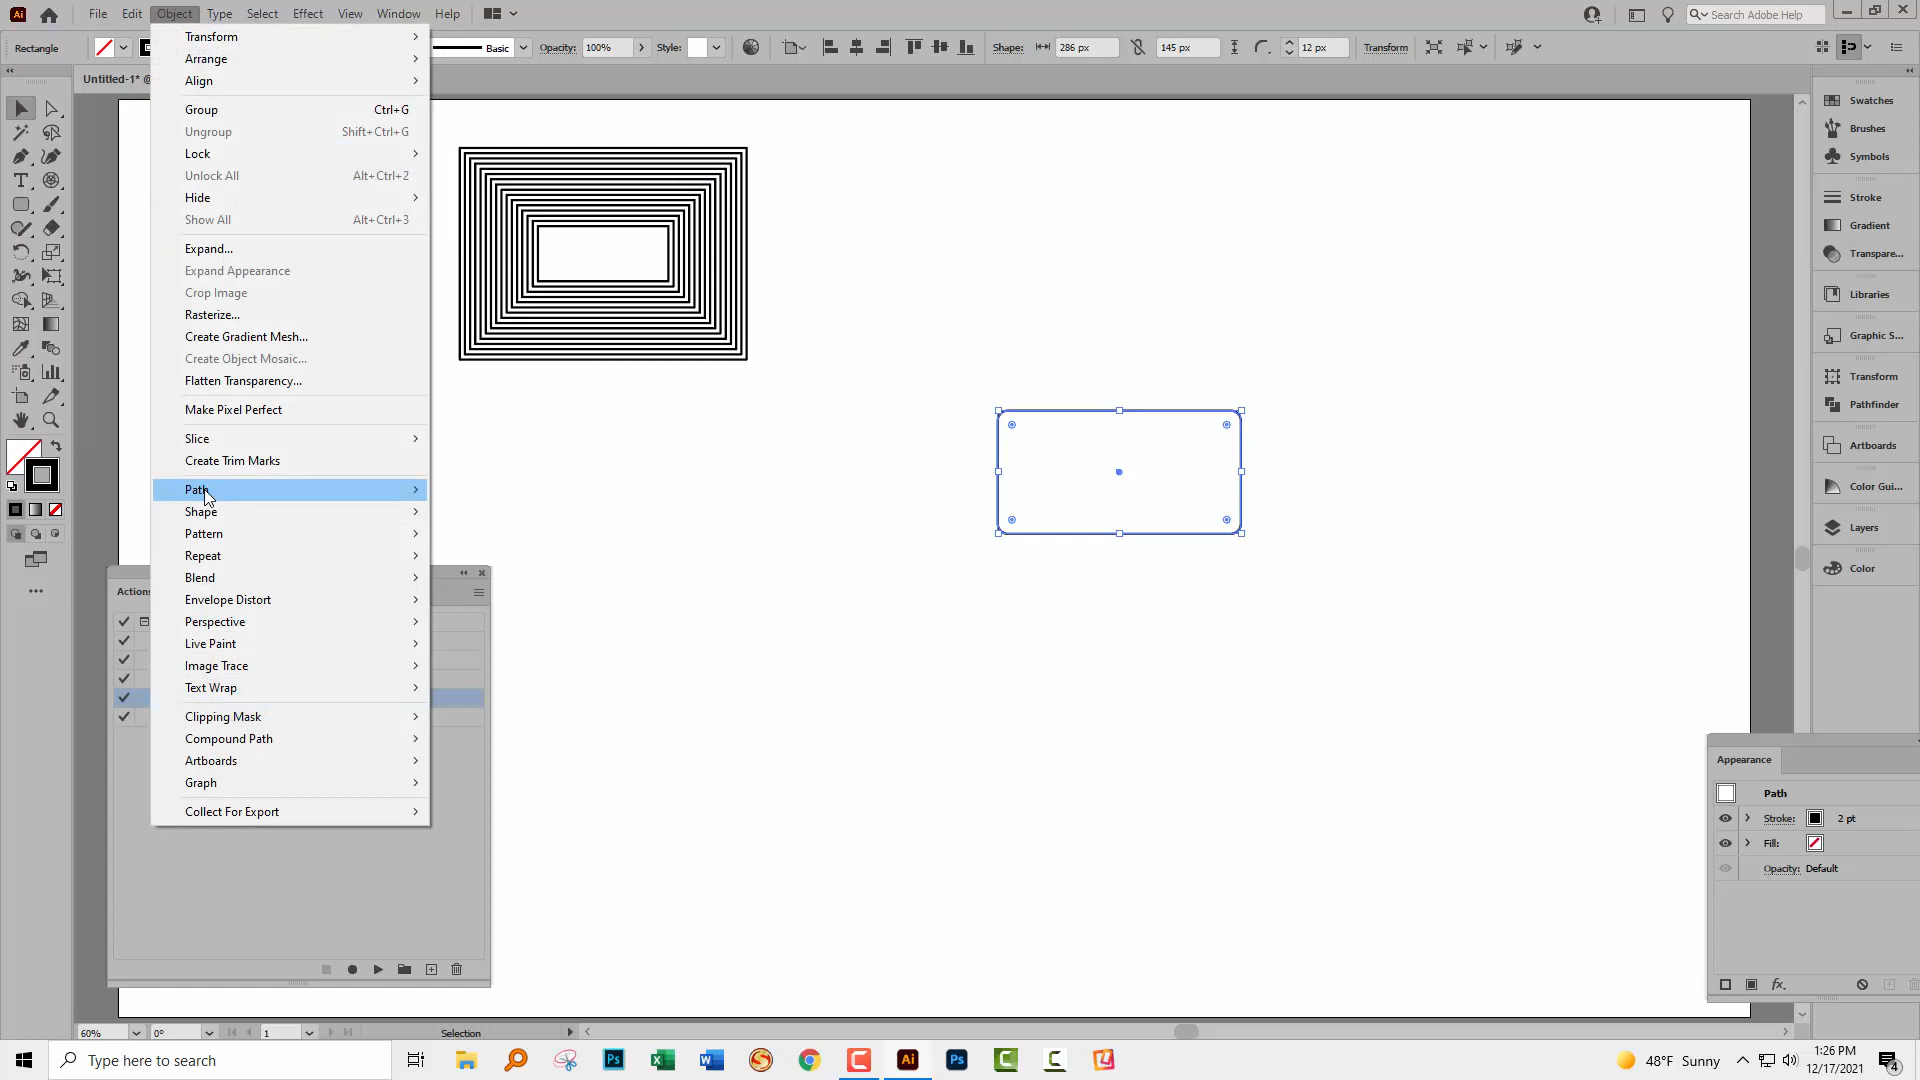 Ai File Edit Object Type Select Effect View Window Help Search Adobe Help
Rectangle Basic Opacity: 100% Style: Shape: 286 px 145 px 12 px Transform
Untitled-1* @
Transform
Arrange
Align
Group Ctrl+G
Ungroup Shift+Ctrl+G
Lock
Unlock All Alt+Ctrl+2
Hide
Show All Alt+Ctrl+3
Expand...
Expand Appearance
Crop Image
Rasterize...
Create Gradient Mesh...
Create Object Mosaic...
Flatten Transparency...
Make Pixel Perfect
Slice
Create Trim Marks
Path
Shape
Pattern
Repeat
Blend
Envelope Distort
Perspective
Live Paint
Image Trace
Text Wrap
Clipping Mask
Compound Path
Artboards
Graph
Collect For Export
Actions
Swatches
Brushes
Symbols
Stroke
Gradient
Transpare...
Libraries
Graphic S...
Transform
Pathfinder
Artboards
Color Gui...
Layers
Color
Appearance
Path
Stroke: 2 pt
Fill:
Opacity: Default
fx.
60% 0° 1 Selection
Type here to search
Ps
Ai
Ps
48°F Sunny
1:26 PM
12/17/2021
4